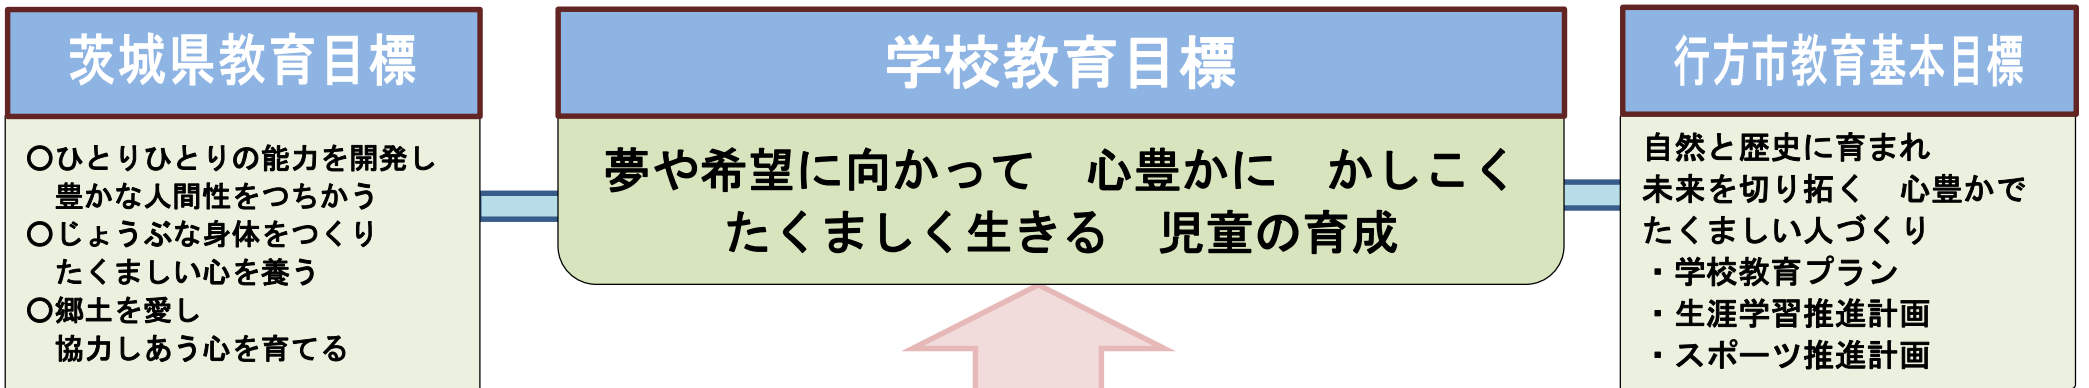 茨城県教育目標
○ひとりひとりの能力を開発し
豊かな人間性をつちかう
○じょうぶな身体をつくり
たくましい心を養う
○郷土を愛し
協力しあう心を育てる
学校教育目標
夢や希望に向かって　心豊かに　かしこく
たくましく生きる　児童の育成
行方市教育基本目標
自然と歴史に育まれ
未来を切り拓く　心豊かで
たくましい人づくり
・学校教育プラン
・生涯学習推進計画
・スポーツ推進計画